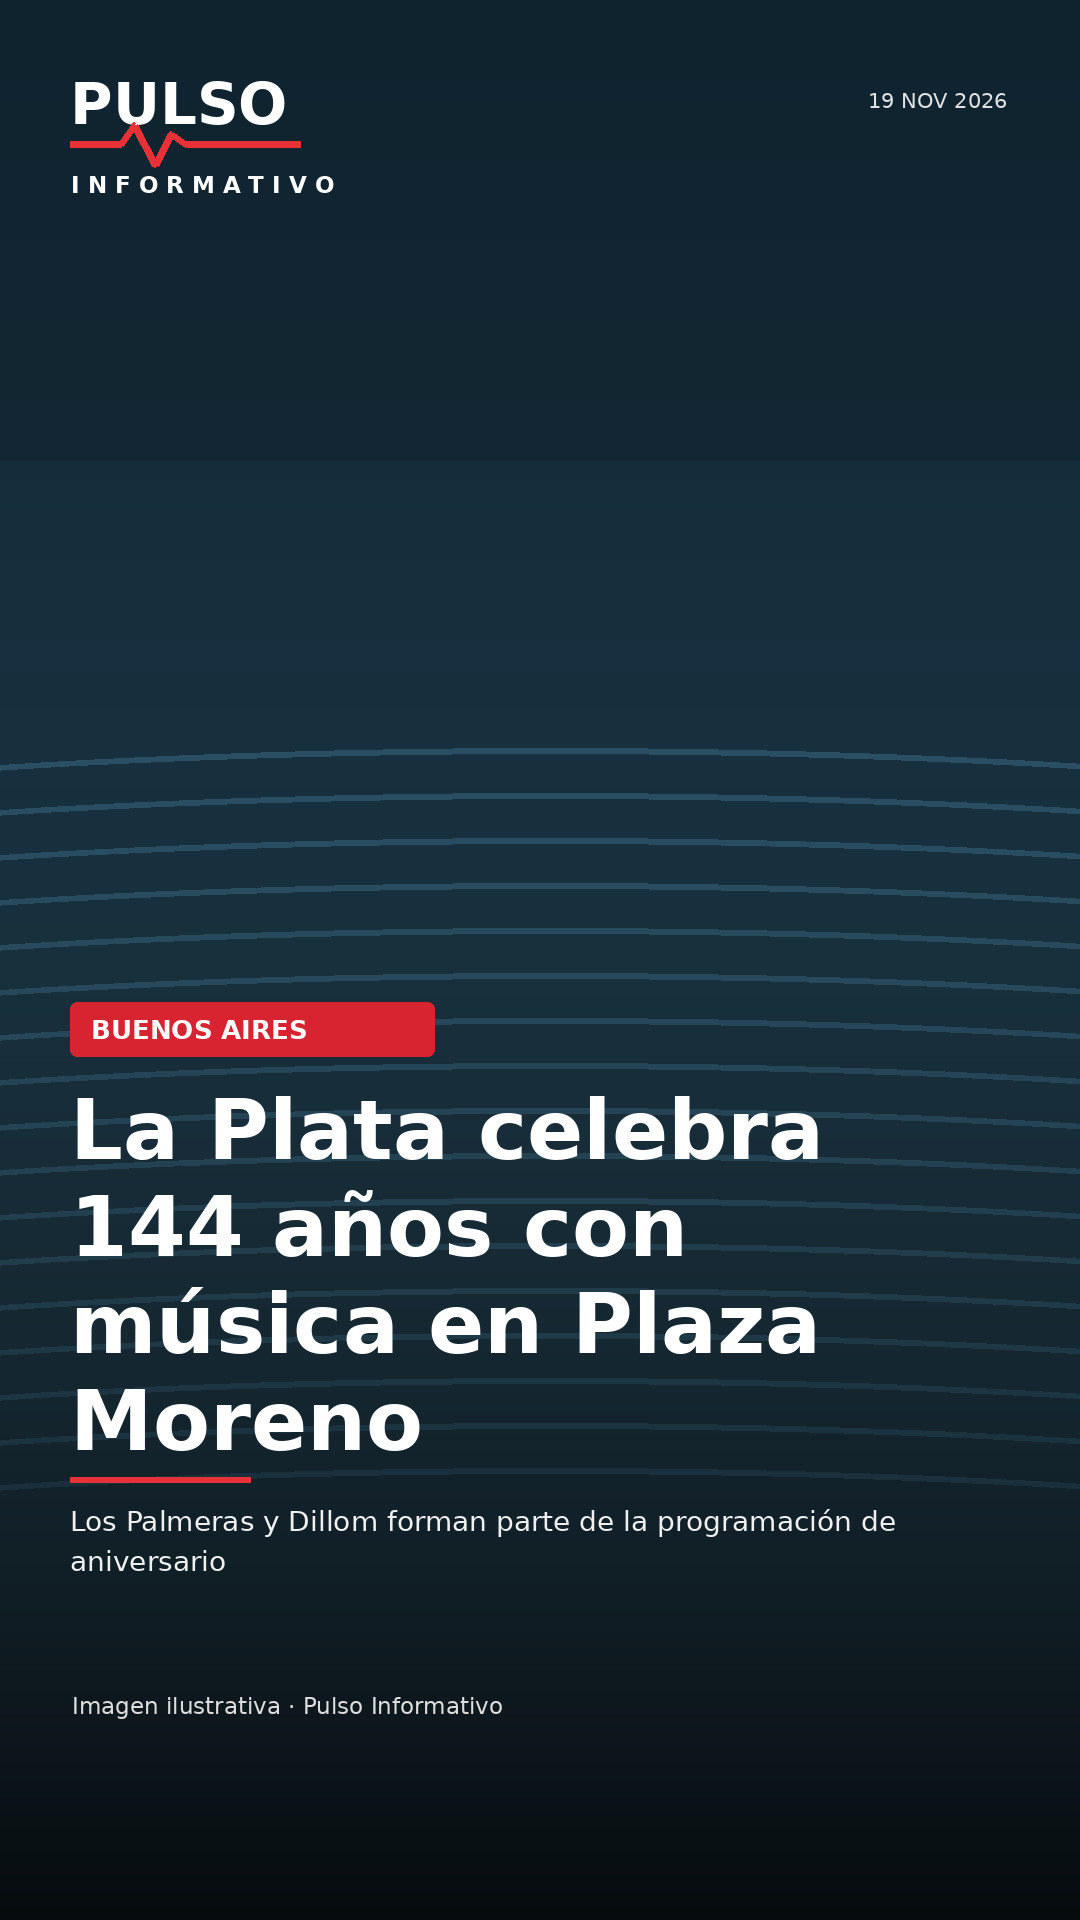 PULSO
INFORMATIVO
19 NOV 2026
BUENOS AIRES
La Plata celebra
144 años con
música en Plaza
Moreno
Los Palmeras y Dillom forman parte de la programación de
aniversario
Imagen ilustrativa · Pulso Informativo